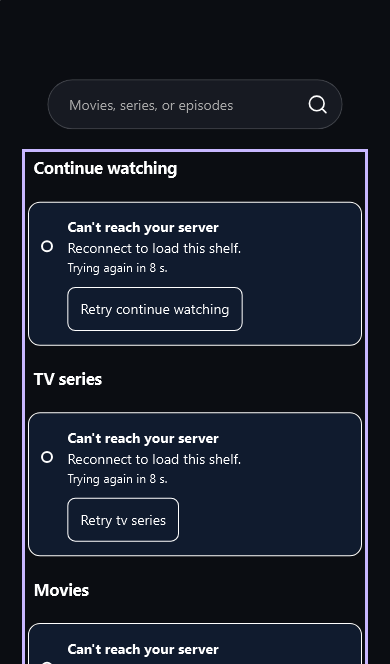 Movies, series, or episodes
Continue watching
Can't reach your server
Reconnect to load this shelf.
Trying again in 8 s.
Retry continue watching
TV series
Can't reach your server
Reconnect to load this shelf.
Trying again in 8 s.
Retry tv series
Movies
Can't reach your server